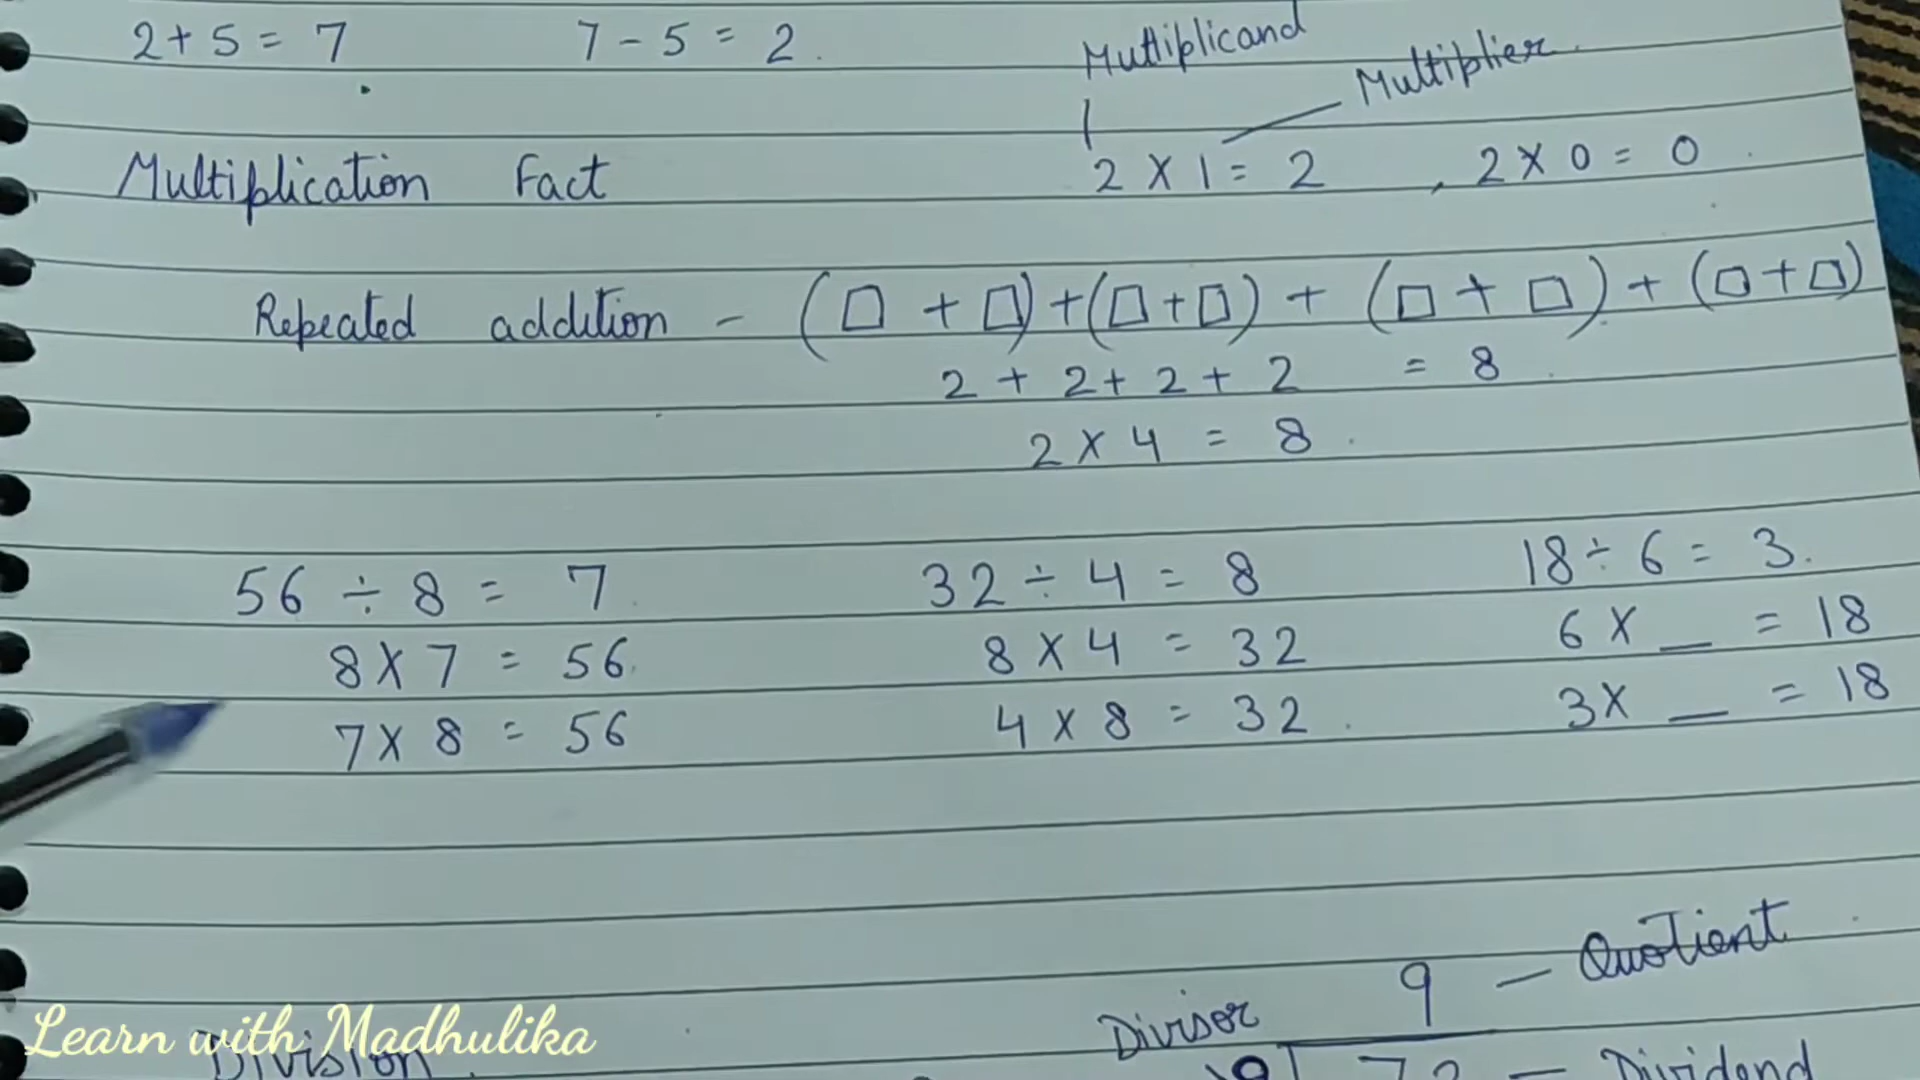 2 + 5 = 7    7 - 5 = 2.
Multiplicand
Multiplier
Multiplication Fact    2 X 1 = 2 , 2 X 0 = 0
Repeated addition - (□ + □) + (□ + □) + (□ + □) + (□ + □)
2 + 2 + 2 + 2 = 8
2 X 4 = 8
56 ÷ 8 = 7    32 ÷ 4 = 8    18 ÷ 6 = 3.
8 X 7 = 56    8 X 4 = 32    6 X __ = 18
7 X 8 = 56    4 X 8 = 32    3 X __ = 18
9 - Quotient
Divisor
72 - Dividend
Division
Learn with Madhulika